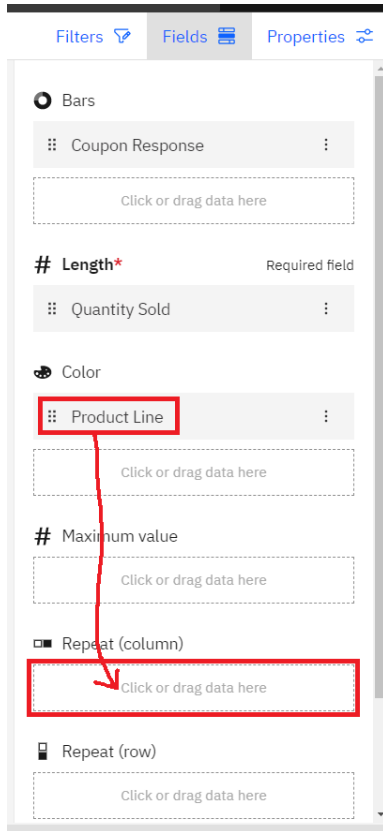 Filters Fields Properties
Bars
Coupon Response
Click or drag data here
# Length* Required field
Quantity Sold
Color
Product Line
Click or drag data here
# Maximum value
Click or drag data here
Repeat (column)
Click or drag data here
Repeat (row)
Click or drag data here